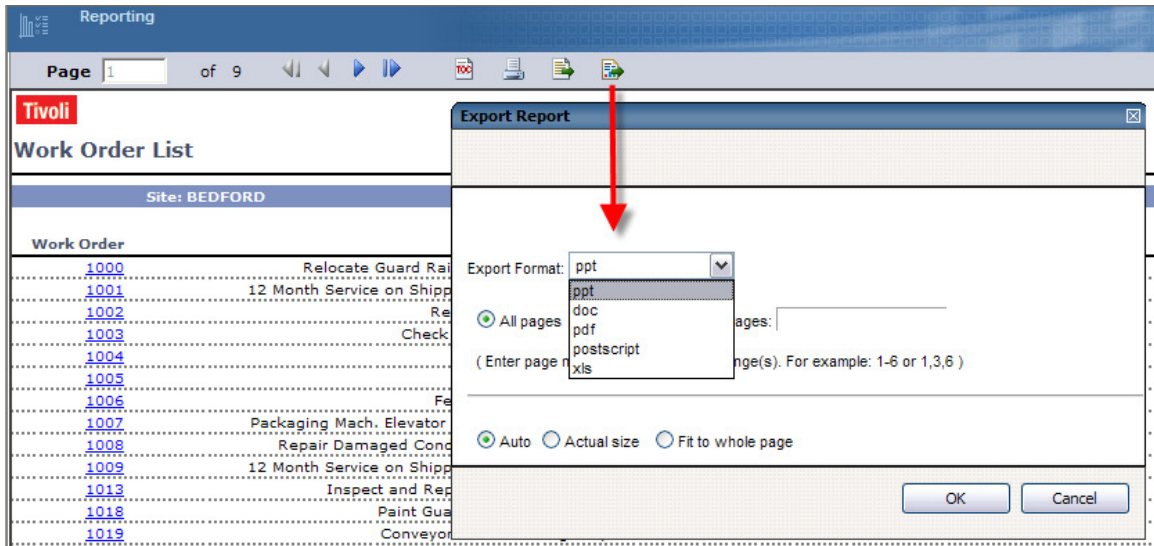 Reporting
Page 1 of 9 TOC
Tivoli
Work Order List
Site: BEDFORD
Work Order
1000 Relocate Guard Rai
1001 12 Month Service on Shipp
1002 Re
1003 Check
1004
1005
1006 Fe
1007 Packaging Mach. Elevator
1008 Repair Damaged Cond
1009 12 Month Service on Shipp
1013 Inspect and Rep
1018 Paint Gua
1019 Conveyor
Export Report
Export Format: ppt
ppt
doc
pdf
postscript
xls
All pages ages:
( Enter page n nge(s). For example: 1-6 or 1,3,6 )
Auto Actual size Fit to whole page
OK Cancel